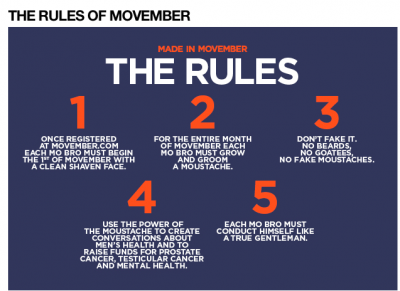 THE RULES OF MOVEMBER
MADE IN MOVEMBER
THE RULES
1
ONCE REGISTERED
AT MOVEMBER.COM
EACH MO BRO MUST BEGIN
THE 1ST OF MOVEMBER WITH
A CLEAN SHAVEN FACE.
2
FOR THE ENTIRE MONTH
OF MOVEMBER EACH
MO BRO MUST GROW
AND GROOM
A MOUSTACHE.
3
DON'T FAKE IT.
NO BEARDS,
NO GOATEES,
NO FAKE MOUSTACHES.
4
USE THE POWER OF
THE MOUSTACHE TO CREATE
CONVERSATIONS ABOUT
MEN'S HEALTH AND TO
RAISE FUNDS FOR PROSTATE
CANCER, TESTICULAR CANCER
AND MENTAL HEALTH.
5
EACH MO BRO MUST
CONDUCT HIMSELF LIKE
A TRUE GENTLEMAN.